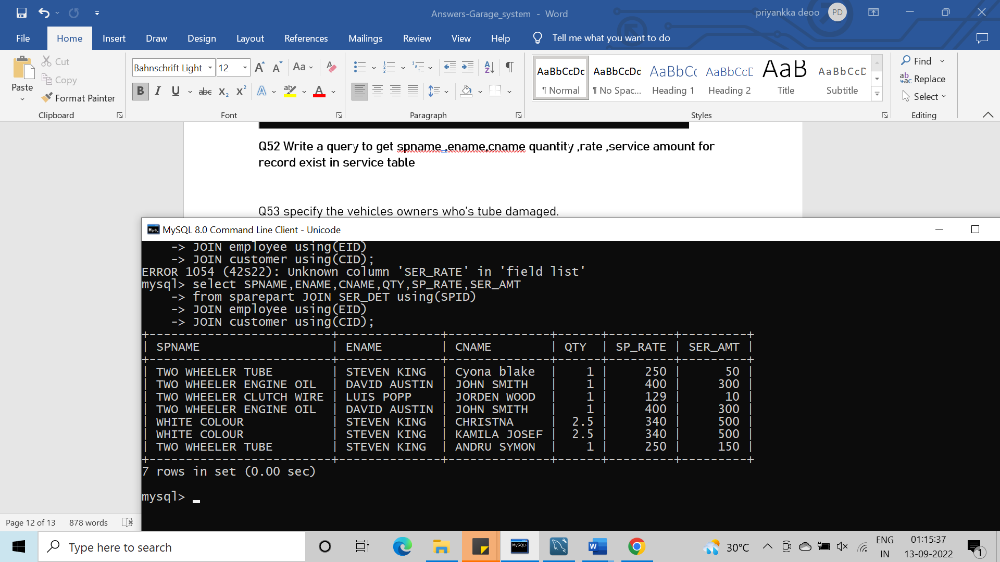 Answers-Garage_system - Word
priyankka deoo PD
File Home Insert Draw Design Layout References Mailings Review View Help Tell me what you want to do
Paste
Cut
Copy
Format Painter
Clipboard
Bahnschrift Light 12
Font
Paragraph
AaBbCcDc
¶ Normal
AaBbCcDc
¶ No Spac...
AaBbCc
Heading 1
AaBbCcD
Heading 2
AaB
Title
AaBbCcD
Subtitle
Styles
Find
Replace
Select
Editing
Q52 Write a query to get spname ,ename,cname quantity ,rate ,service amount for
record exist in service table
Q53 specify the vehicles owners who's tube damaged.
MySQL 8.0 Command Line Client - Unicode
-> JOIN employee using(EID)
-> JOIN customer using(CID);
ERROR 1054 (42S22): Unknown column 'SER_RATE' in 'field list'
mysql> select SPNAME,ENAME,CNAME,QTY,SP_RATE,SER_AMT
-> from sparepart JOIN SER_DET using(SPID)
-> JOIN employee using(EID)
-> JOIN customer using(CID);
| SPNAME | ENAME | CNAME | QTY | SP_RATE | SER_AMT |
| TWO WHEELER TUBE | STEVEN KING | Cyona blake | 1 | 250 | 50 |
| TWO WHEELER ENGINE OIL | DAVID AUSTIN | JOHN SMITH | 1 | 400 | 300 |
| TWO WHEELER CLUTCH WIRE | LUIS POPP | JORDEN WOOD | 1 | 129 | 10 |
| TWO WHEELER ENGINE OIL | DAVID AUSTIN | JOHN SMITH | 1 | 400 | 300 |
| WHITE COLOUR | STEVEN KING | CHRISTNA | 2.5 | 340 | 500 |
| WHITE COLOUR | STEVEN KING | KAMILA JOSEF | 2.5 | 340 | 500 |
| TWO WHEELER TUBE | STEVEN KING | ANDRU SYMON | 1 | 250 | 150 |
7 rows in set (0.00 sec)
mysql>
Page 12 of 13 878 words
Type here to search
30°C
ENG
IN
01:15:37
13-09-2022
1